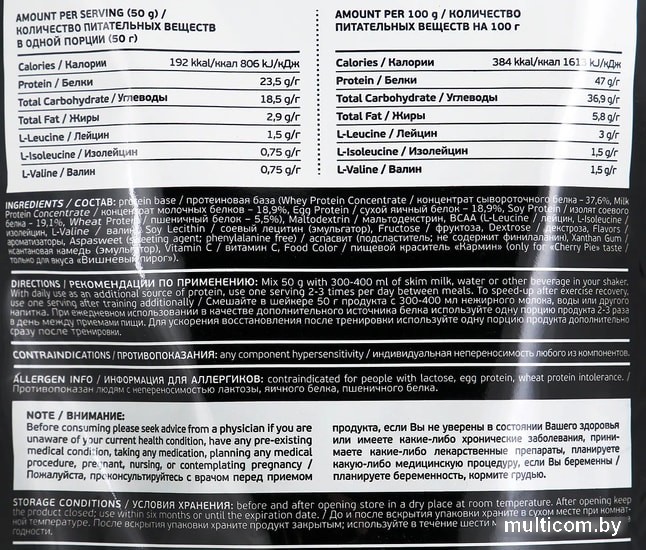 AMOUNT PER SERVING (50 g) /
КОЛИЧЕСТВО ПИТАТЕЛЬНЫХ ВЕЩЕСТВ
В ОДНОЙ ПОРЦИИ (50 г)
Calories / Калории 192 kkal/ккал 806 kJ/кДж
Protein / Белки 23,5 g/г
Total Carbohydrate / Углеводы 18,5 g/г
Total Fat / Жиры 2,9 g/г
L-Leucine / Лейцин 1,5 g/г
L-Isoleucine / Изолейцин 0,75 g/г
L-Valine / Валин 0,75 g/г
AMOUNT PER 100 g / КОЛИЧЕСТВО
ПИТАТЕЛЬНЫХ ВЕЩЕСТВ НА 100 г
Calories / Калории 384 kkal/ккал 1613 kJ/кДж
Protein / Белки 47 g/г
Total Carbohydrate / Углеводы 36,9 g/г
Total Fat / Жиры 5,8 g/г
L-Leucine / Лейцин 3 g/г
L-Isoleucine / Изолейцин 1,5 g/г
L-Valine / Валин 1,5 g/г
INGREDIENTS / СОСТАВ: protein base / протеиновая база (Whey Protein Concentrate / концентрат сывороточного белка – 37,6%, Milk
Protein Concentrate / концентрат молочных белков – 18,9%, Egg Protein / сухой яичный белок – 18,9%, Soy Protein / изолят соевого
белка – 19,1%, Wheat Protein / пшеничный белок – 5,5%), Maltodextrin / мальтодекстрин, BCAA (L-Leucine / лейцин, L-Isoleucine /
изолейцин, L-Valine / валин), Soy Lecithin / соевый лецитин (эмульгатор), Fructose / фруктоза, Dextrose / декстроза, Flavors /
ароматизаторы, Aspasweet (sweeting agent; phenylalanine free) / аспасвит (подсластитель; не содержит финилаланин), Xanthan Gum /
ксантановая камедь (эмульгатор), Vitamin C / витамин С, Food Color / пищевой краситель «Кармин» (only for «Cherry Pie» taste /
только для вкуса «Вишневый пирог»).
DIRECTIONS / РЕКОМЕНДАЦИИ ПО ПРИМЕНЕНИЮ: Mix 50 g with 300-400 ml of skim milk, water or other beverage in your shaker.
With daily use as an additional source of protein, use one serving 2-3 times per day between meals. To speed-up after exercise recovery,
use one serving after training additionally / Смешайте в шейкере 50 г продукта с 300-400 мл нежирного молока, воды или другого
напитка. При ежедневном использовании в качестве дополнительного источника белка используйте одну порцию продукта 2-3 раза
в день между приемами пищи. Для ускорения восстановления после тренировки используйте одну порцию продукта дополнительно
сразу после тренировки.
CONTRAINDICATIONS / ПРОТИВОПОКАЗАНИЯ: any component hypersensitivity / индивидуальная непереносимость любого из компонентов.
ALLERGEN INFO / ИНФОРМАЦИЯ ДЛЯ АЛЛЕРГИКОВ: contraindicated for people with lactose, egg protein, wheat protein intolerance. /
Противопоказан людям с непереносимостью лактозы, яичного белка, пшеничного белка.
NOTE / ВНИМАНИЕ:
Before consuming please seek advice from a physician if you are
unaware of your current health condition, have any pre-existing
medical condition, taking any medication, planning any medical
procedure, pregnant, nursing, or contemplating pregnancy /
Пожалуйста, проконсультируйтесь с врачом перед приемом
продукта, если Вы не уверены в состоянии Вашего здоровья
или имеете какие-либо хронические заболевания, прини-
маете какие-либо лекарственные препараты, планируете
какую-либо медицинскую процедуру, если Вы беременны /
планируете беременность, кормите грудью.
STORAGE CONDITIONS / УСЛОВИЯ ХРАНЕНИЯ: before and after opening store in a dry place at room temperature. After opening keep
the product closed; use within six months or until the expiration date. / До и после вскрытия упаковки храните в сухом месте при комнат-
ной температуре. После вскрытия упаковки храните продукт закрытым; используйте в течение шести
годности.
multicom.by